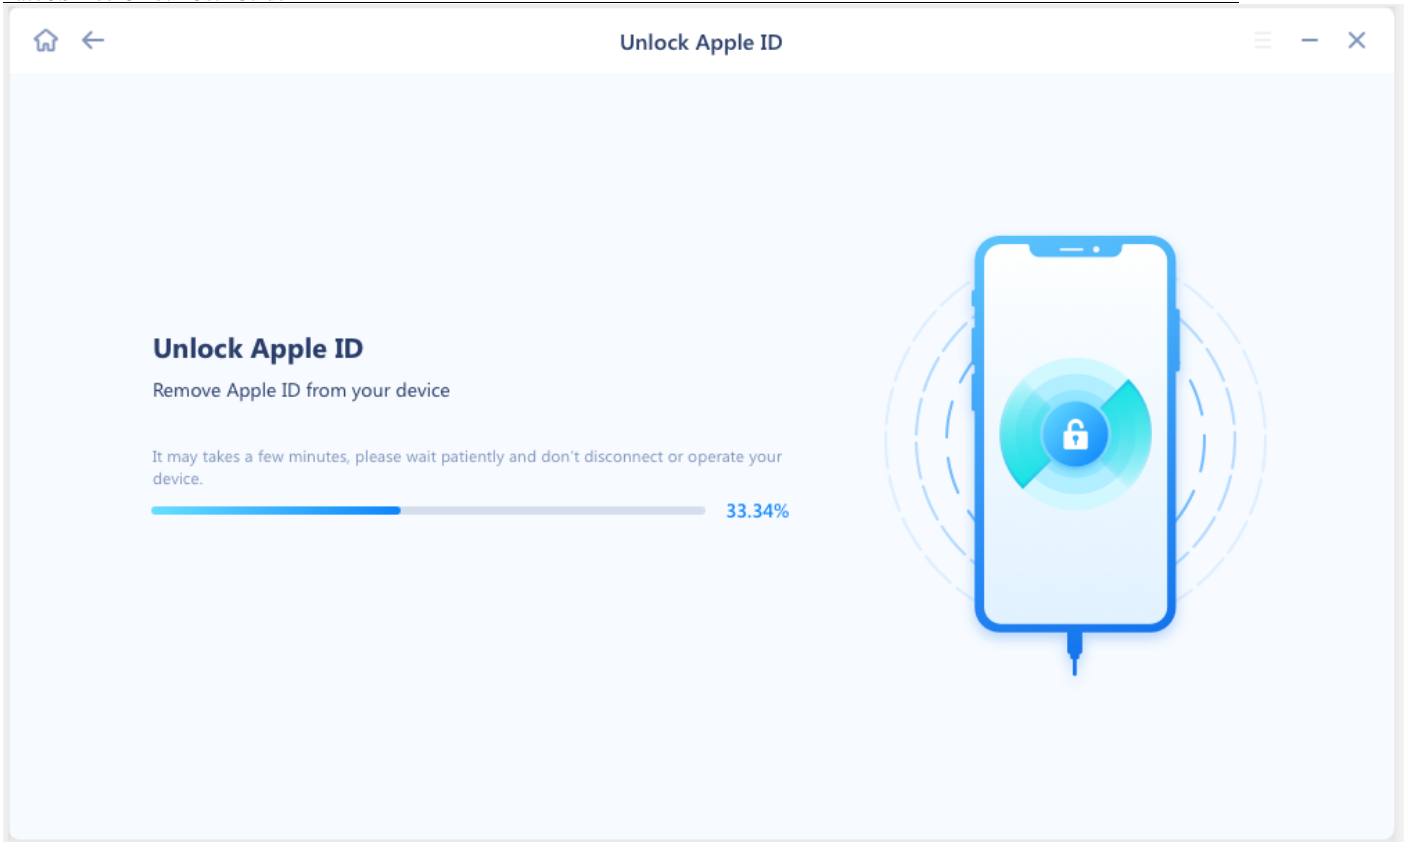 Unlock Apple ID
Unlock Apple ID
Remove Apple ID from your device
It may takes a few minutes, please wait patiently and don't disconnect or operate your
device.
33.34%